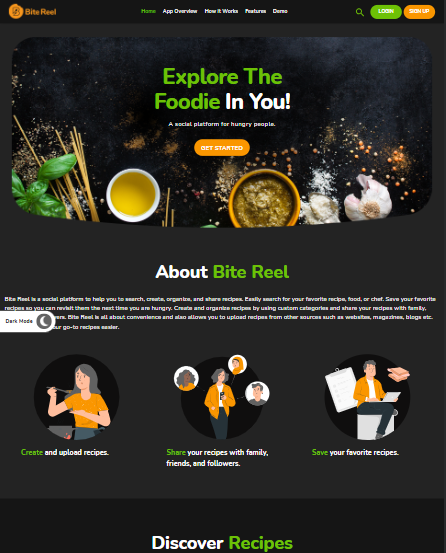 Bite Reel
Home App Overview How It Works Features Demo
LOGIN SIGN UP
Explore The
Foodie In You!
A social platform for hungry people.
GET STARTED
About Bite Reel
Bite Reel is a social platform to help you to search, create, organize, and share recipes. Easily search for your favorite recipe, food, or chef. Save your favorite
recipes so you can revisit them the next time you are hungry. Create and organize recipes by using custom categories and share your recipes with family,
ers. Bite Reel is all about convenience and also allows you to upload recipes from other sources such as websites, magazines, blogs etc.
our go-to recipes easier.
Dark Mode
Create and upload recipes.
Share your recipes with family,
friends, and followers.
Save your favorite recipes.
Discover Recipes